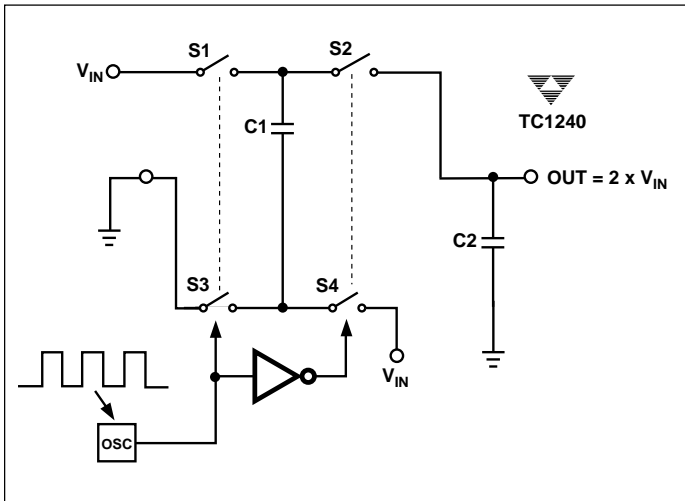 S1
S2
VIN
C1
TC1240
OUT = 2 x VIN
C2
S3
S4
VIN
OSC